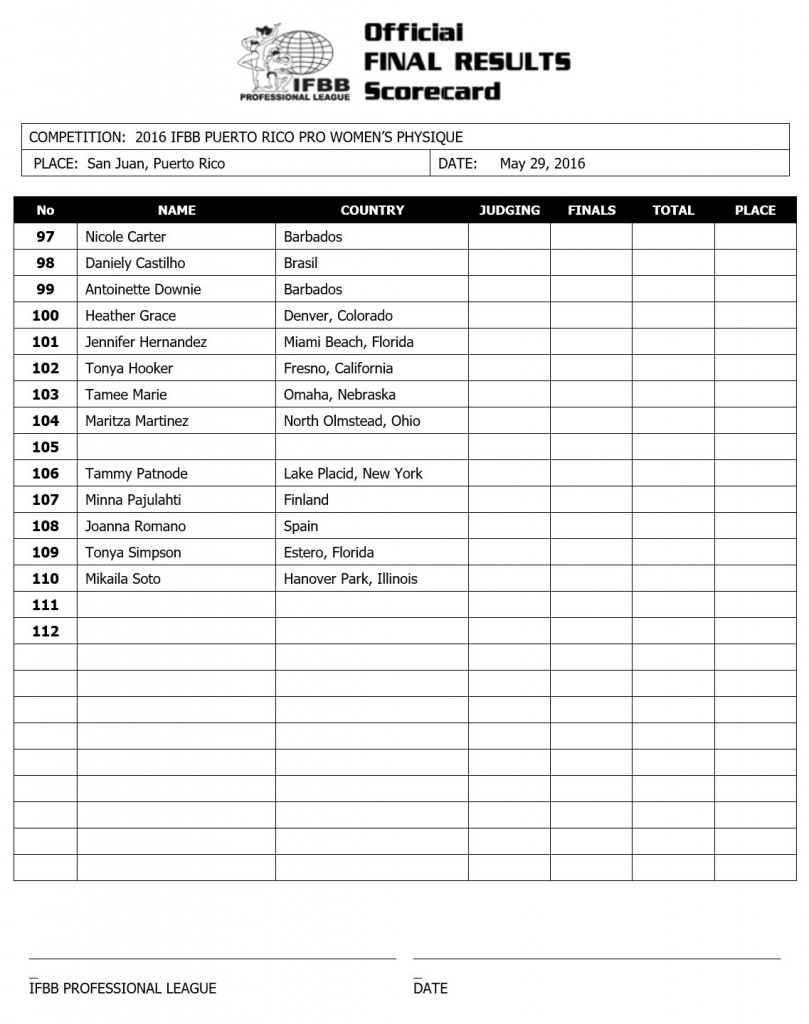 IFBB
PROFESSIONAL LEAGUE
Official
FINAL RESULTS
Scorecard
COMPETITION: 2016 IFBB PUERTO RICO PRO WOMEN'S PHYSIQUE
PLACE: San Juan, Puerto Rico DATE: May 29, 2016
No NAME COUNTRY JUDGING FINALS TOTAL PLACE
97 Nicole Carter Barbados
98 Daniely Castilho Brasil
99 Antoinette Downie Barbados
100 Heather Grace Denver, Colorado
101 Jennifer Hernandez Miami Beach, Florida
102 Tonya Hooker Fresno, California
103 Tamee Marie Omaha, Nebraska
104 Maritza Martinez North Olmstead, Ohio
105
106 Tammy Patnode Lake Placid, New York
107 Minna Pajulahti Finland
108 Joanna Romano Spain
109 Tonya Simpson Estero, Florida
110 Mikaila Soto Hanover Park, Illinois
111
112
IFBB PROFESSIONAL LEAGUE DATE